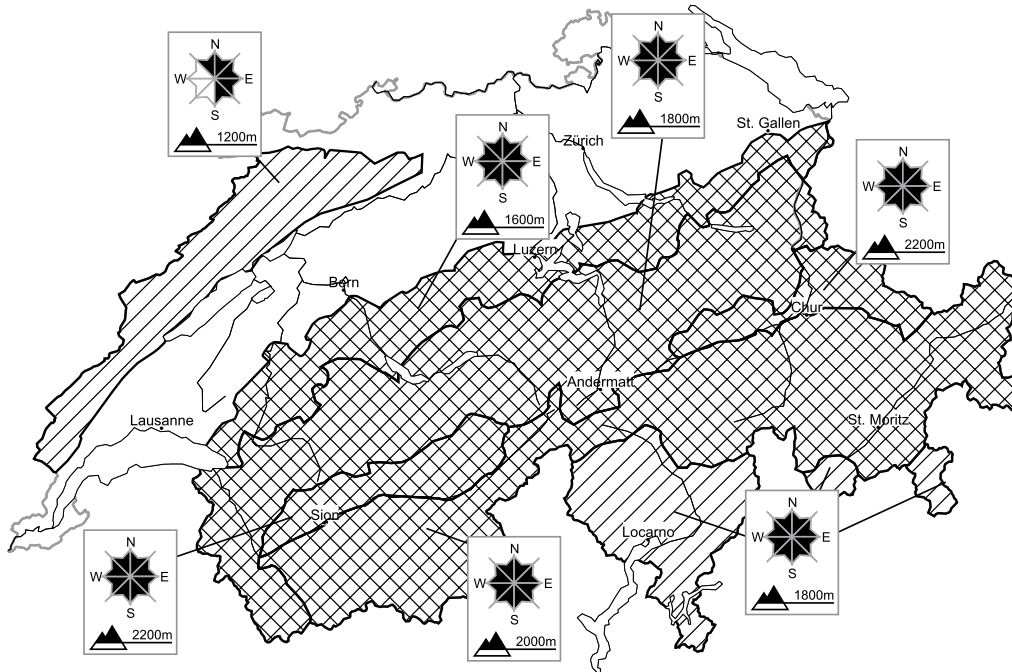 N
W E
S
1200m
N
W E
S
1800m
N
W E
S
1600m
N
W E
S
2200m
St. Gallen
Zürich
Luzern
Bern
Chur
Andermatt
St. Moritz
Lausanne
Sion
Locarno
N
W E
S
2200m
N
W E
S
2000m
N
W E
S
1800m